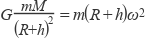 G mM/(R+h)² = m(R + h)ω²